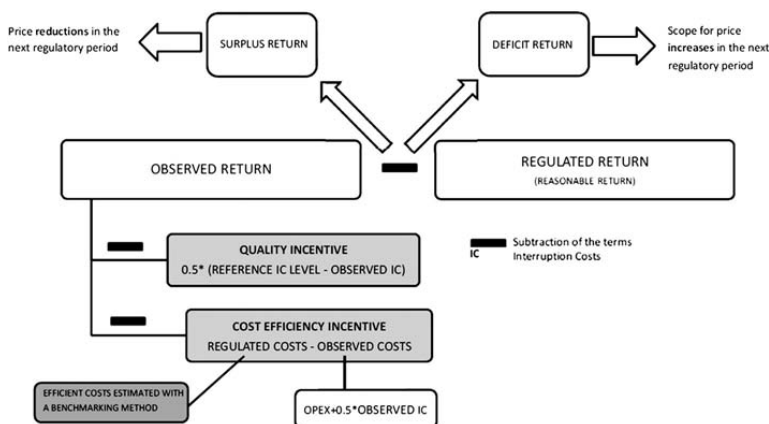 Price reductions in the
next regulatory period
SURPLUS RETURN
DEFICIT RETURN
Scope for price
increases in the next
regulatory period
OBSERVED RETURN
REGULATED RETURN
(REASONABLE RETURN)
QUALITY INCENTIVE
0.5* (REFERENCE IC LEVEL - OBSERVED IC)
Subtraction of the terms
IC Interruption Costs
COST EFFICIENCY INCENTIVE
REGULATED COSTS - OBSERVED COSTS
EFFICIENT COSTS ESTIMATED WITH
A BENCHMARKING METHOD
OPEX+0.5*OBSERVED IC